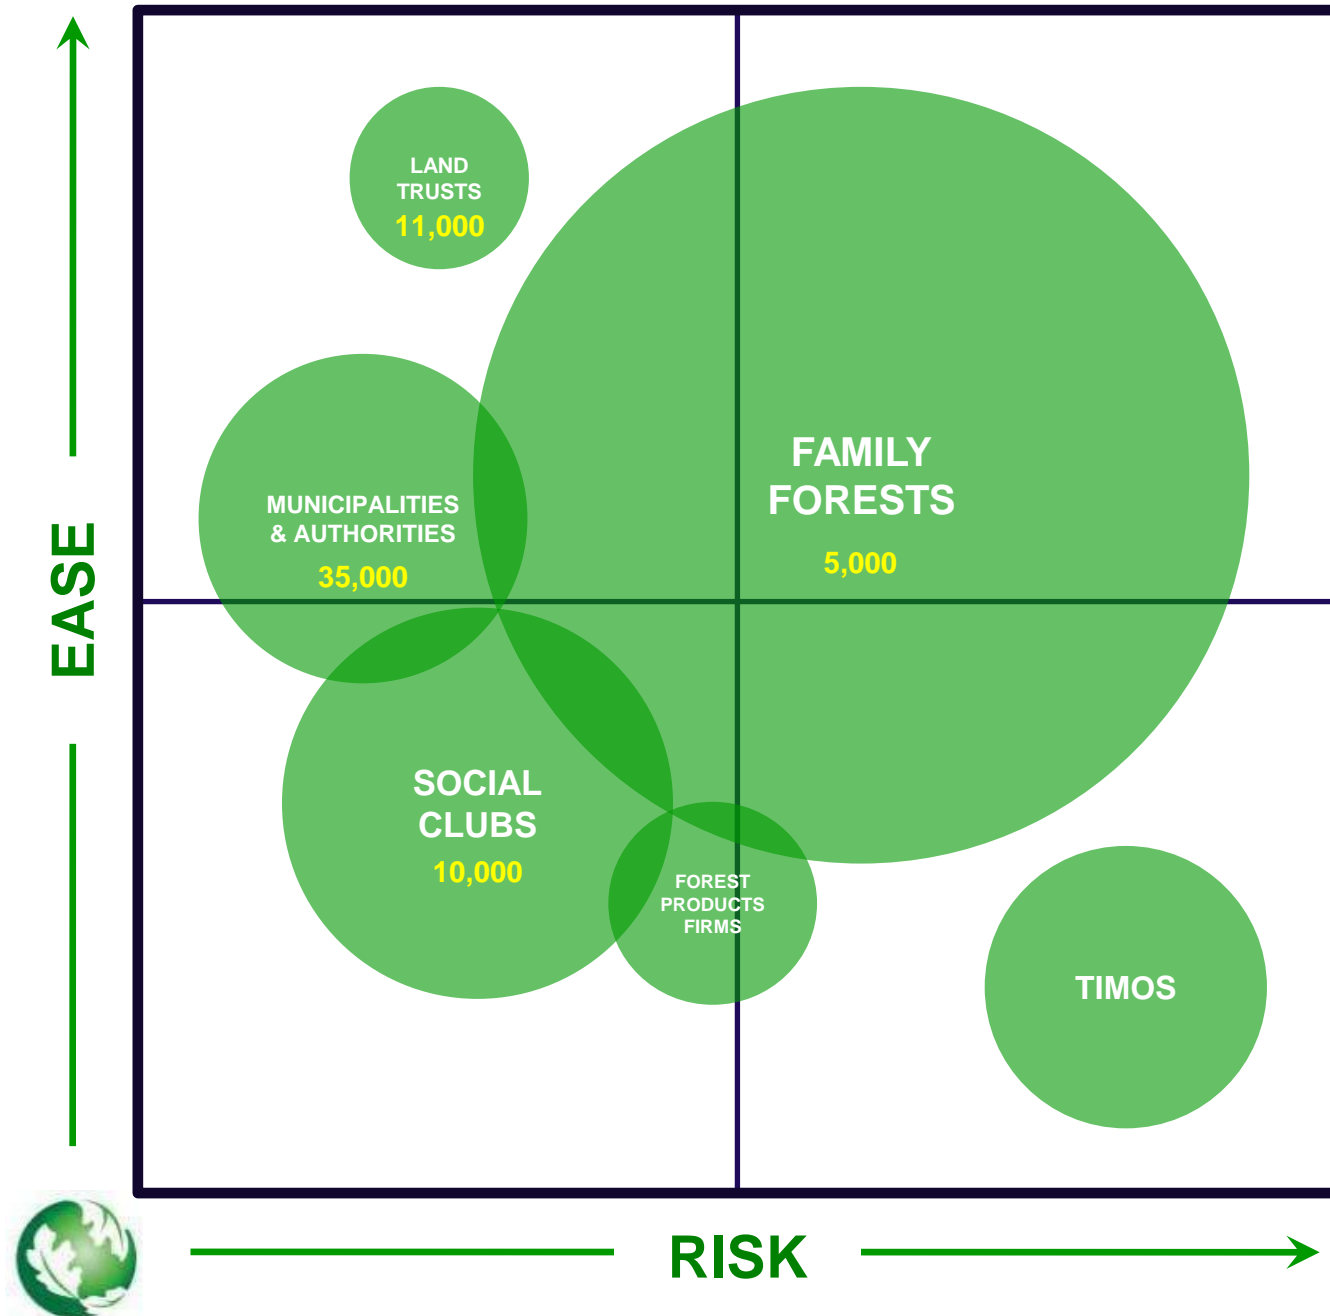 LAND
TRUSTS
11,000
FAMILY
FORESTS
5,000
MUNICIPALITIES
& AUTHORITIES
35,000
EASE
SOCIAL
CLUBS
10,000
FOREST
PRODUCTS
FIRMS
TIMOS
RISK